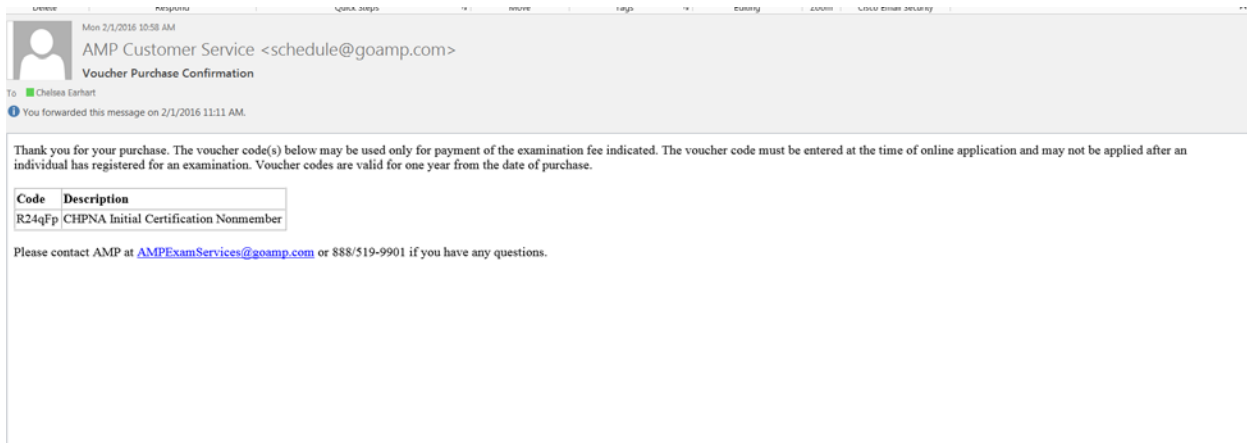 Delete Respond Quick Steps Move Tags Editing Zoom Cisco Email Security
Mon 2/1/2016 10:58 AM
AMP Customer Service <schedule@goamp.com>
Voucher Purchase Confirmation
To Chelsea Earhart
You forwarded this message on 2/1/2016 11:11 AM.
Thank you for your purchase. The voucher code(s) below may be used only for payment of the examination fee indicated. The voucher code must be entered at the time of online application and may not be applied after an
individual has registered for an examination. Voucher codes are valid for one year from the date of purchase.
Code Description
R24qFp CHPNA Initial Certification Nonmember
Please contact AMP at AMPExamServices@goamp.com or 888/519-9901 if you have any questions.